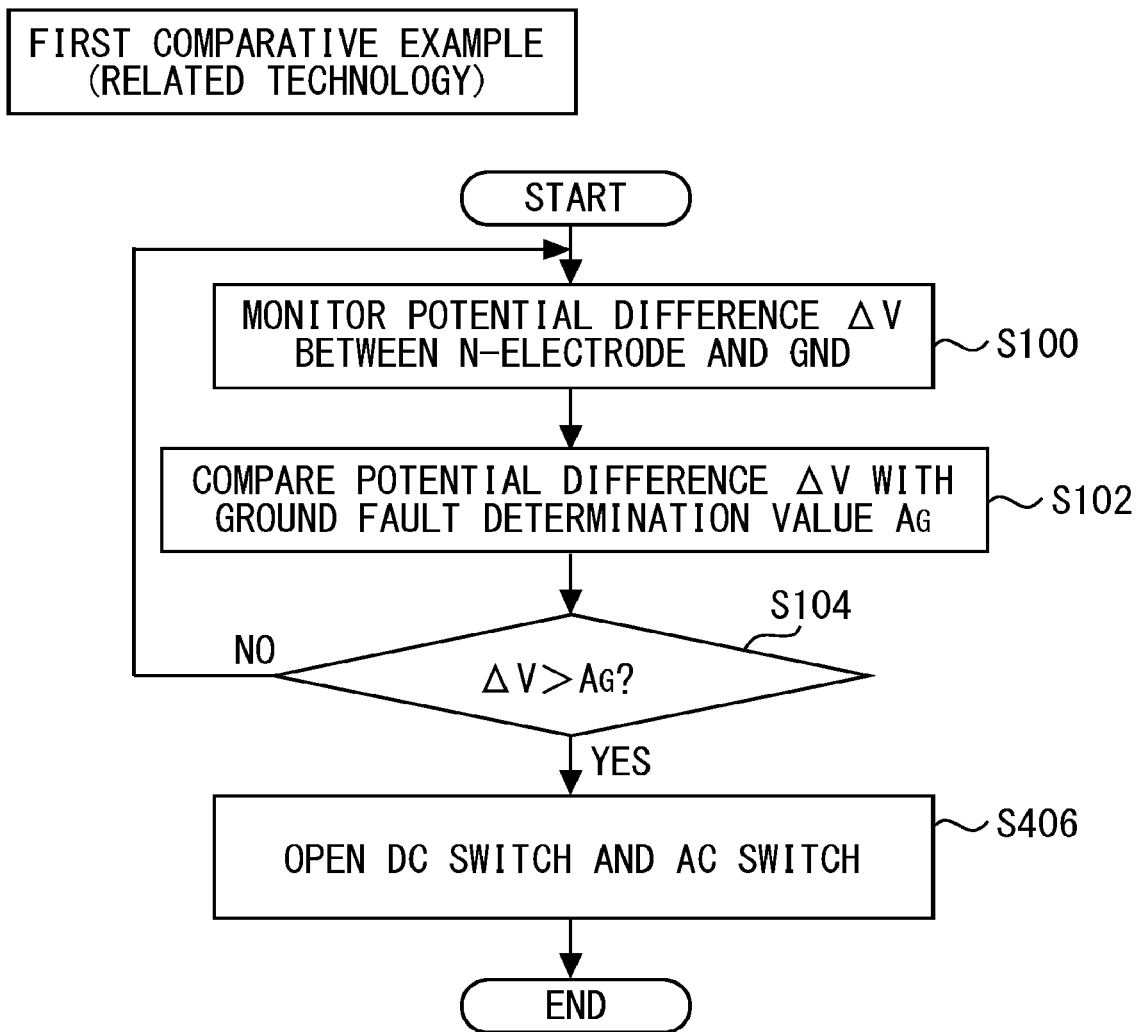 FIRST COMPARATIVE EXAMPLE
(RELATED TECHNOLOGY)
START
MONITOR POTENTIAL DIFFERENCE ΔV
BETWEEN N-ELECTRODE AND GND
S100
COMPARE POTENTIAL DIFFERENCE ΔV WITH
GROUND FAULT DETERMINATION VALUE AG
S102
S104
NO
ΔV>AG?
YES
S406
OPEN DC SWITCH AND AC SWITCH
END